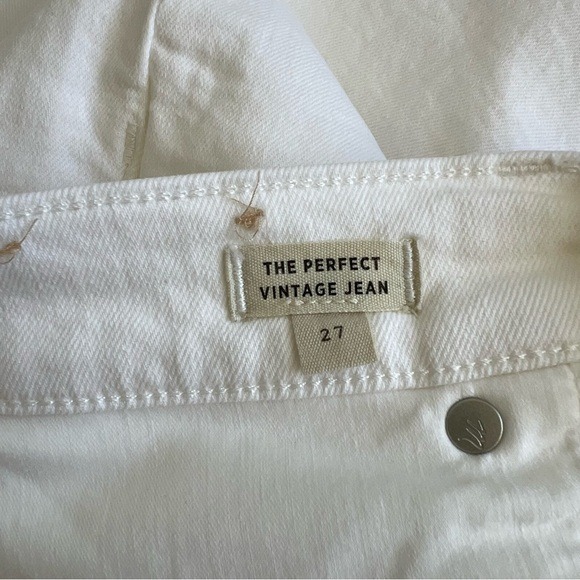 THE PERFECT
VINTAGE JEAN
27